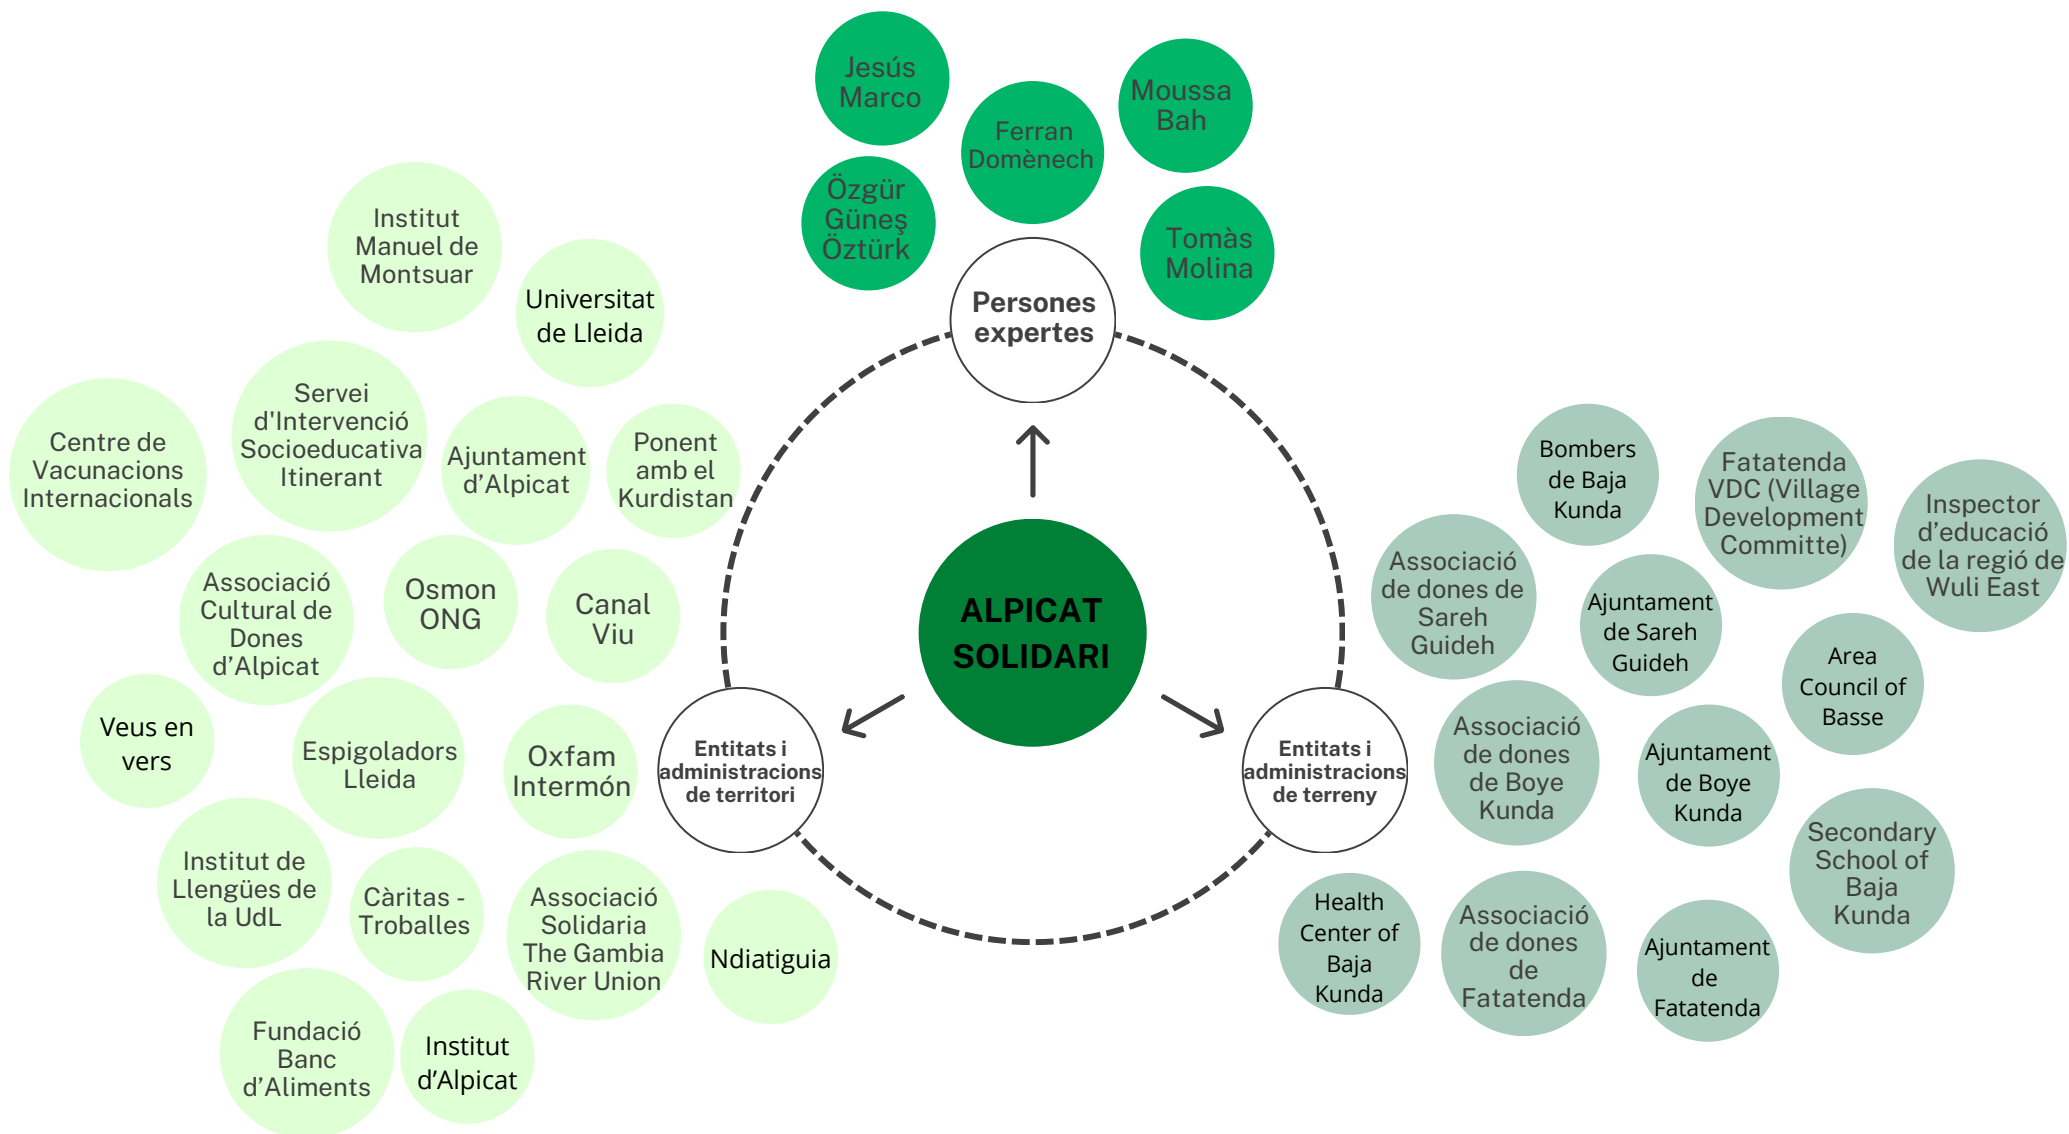 Jesús
Marco
Ferran
Domènech
Moussa
Bah
Özgür
Güneş
Öztürk
Tomàs
Molina
Persones
expertes
ALPICAT
SOLIDARI
Entitats i
administracions
de territori
Entitats i
administracions
de terreny
Institut
Manuel de
Montsuar
Universitat
de Lleida
Centre de
Vacunacions
Internacionals
Servei
d'Intervenció
Socioeducativa
Itinerant
Ajuntament
d’Alpicat
Ponent
amb el
Kurdistan
Associació
Cultural de
Dones
d’Alpicat
Osmon
ONG
Canal
Viu
Veus en
vers
Espigoladors
Lleida
Oxfam
Intermón
Institut de
Llengües de
la UdL
Càritas -
Troballes
Associació
Solidaria
The Gambia
River Union
Ndiatiguia
Fundació
Banc
d’Aliments
Institut
d’Alpicat
Bombers
de Baja
Kunda
Fatatenda
VDC (Village
Development
Committe)
Inspector
d’educació
de la regió de
Wuli East
Associació
de dones de
Sareh
Guideh
Ajuntament
de Sareh
Guideh
Area
Council of
Basse
Associació
de dones
de Boye
Kunda
Ajuntament
de Boye
Kunda
Secondary
School of
Baja
Kunda
Health
Center of
Baja
Kunda
Associació
de dones
de
Fatatenda
Ajuntament
de
Fatatenda